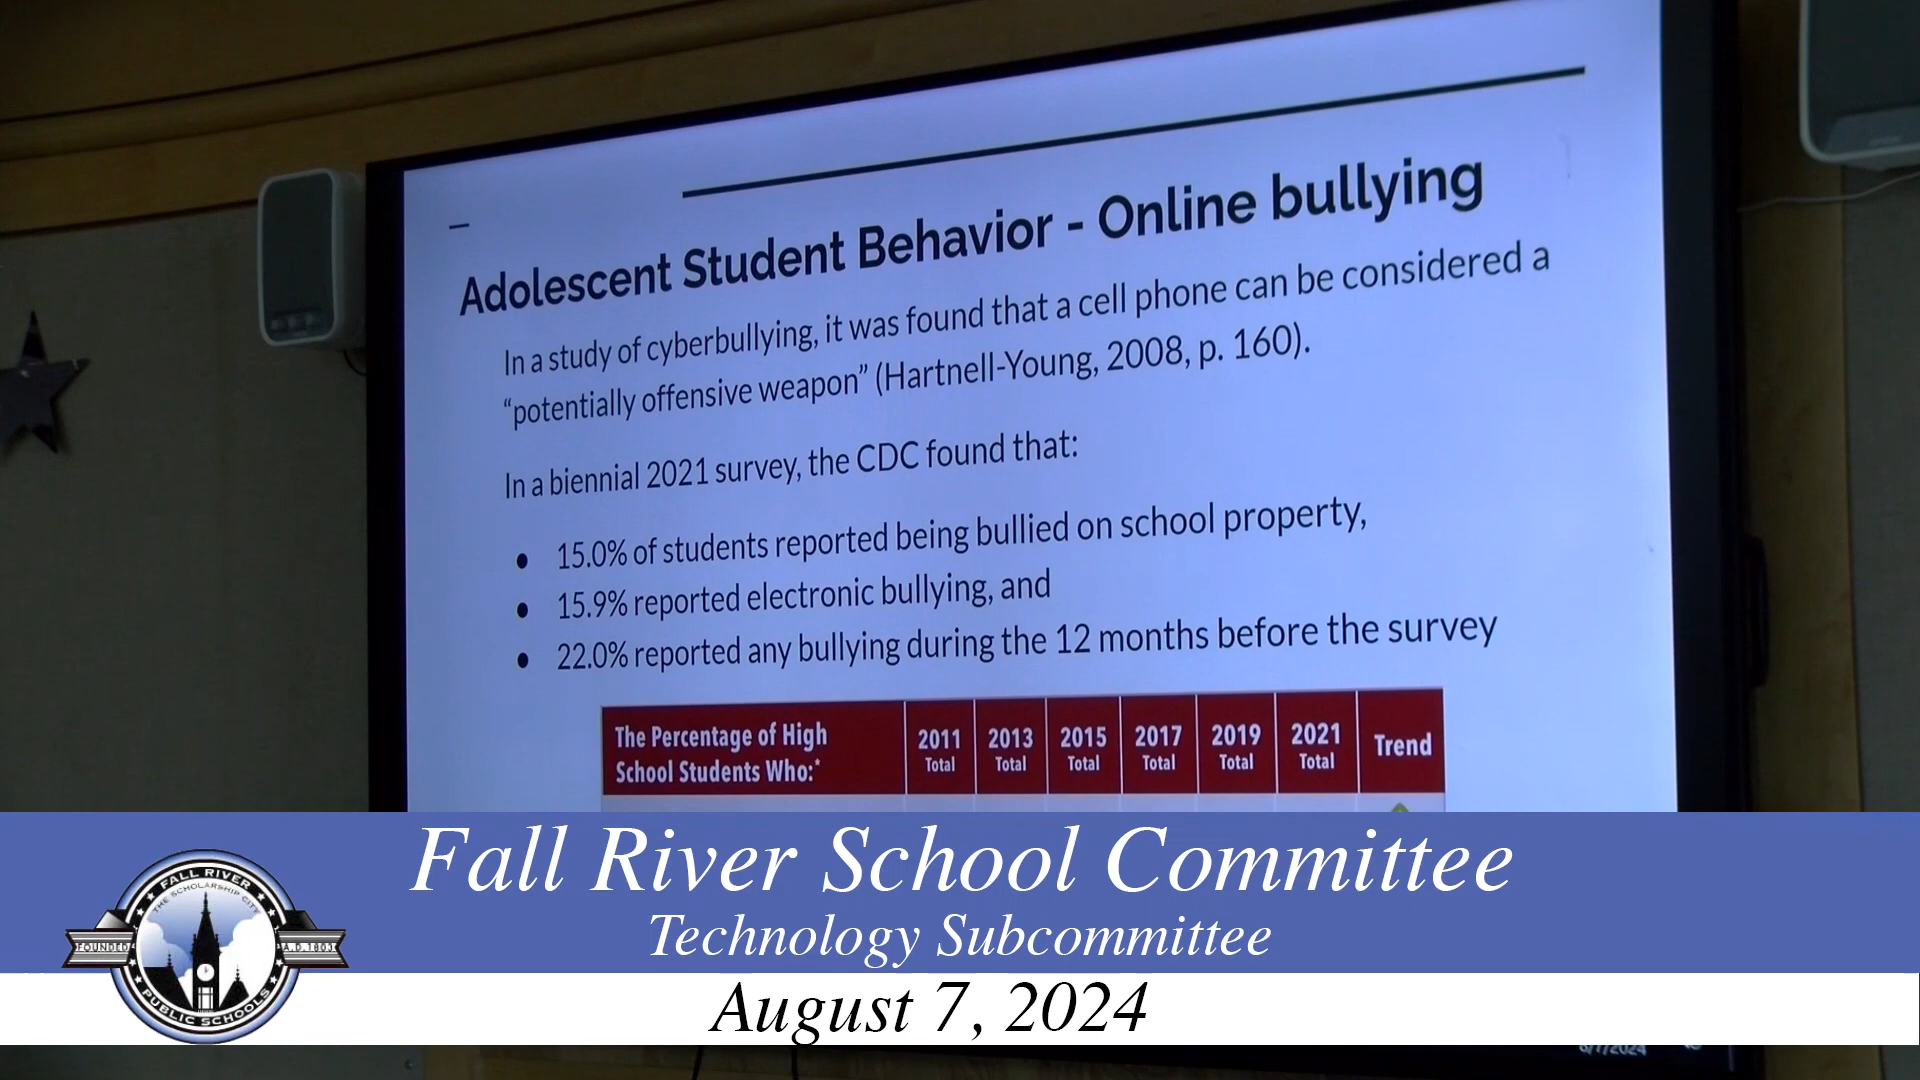 Adolescent Student Behavior - Online bullying
In a study of cyberbullying, it was found that a cell phone can be considered a
“potentially offensive weapon” (Hartnell-Young, 2008, p. 160).
In a biennial 2021 survey, the CDC found that:
● 15.0% of students reported being bullied on school property,
● 15.9% reported electronic bullying, and
● 22.0% reported any bullying during the 12 months before the survey
The Percentage of High
School Students Who:*
2011 Total
2013 Total
2015 Total
2017 Total
2019 Total
2021 Total
Trend
Fall River School Committee
Technology Subcommittee
August 7, 2024
FALL RIVER
THE SCHOLARSHIP CITY
FOUNDED
A.D. 1803
PUBLIC SCHOOLS
8/7/2024